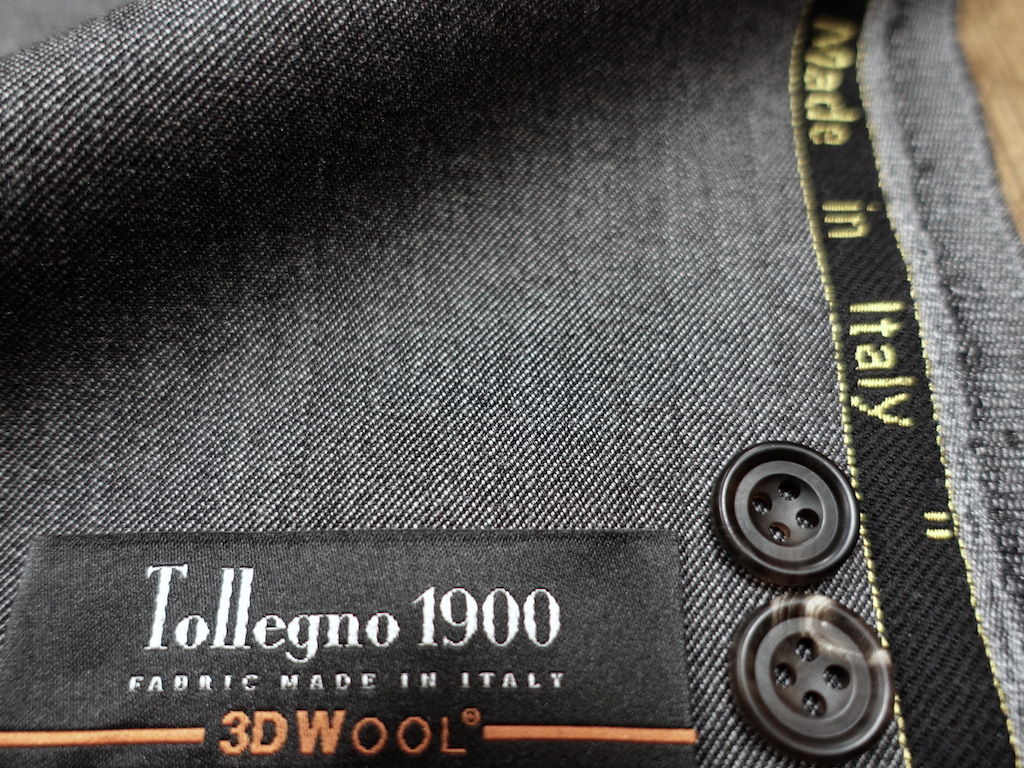 Made in Italy "
Tollegno 1900
FABRIC MADE IN ITALY
3DWOOL®